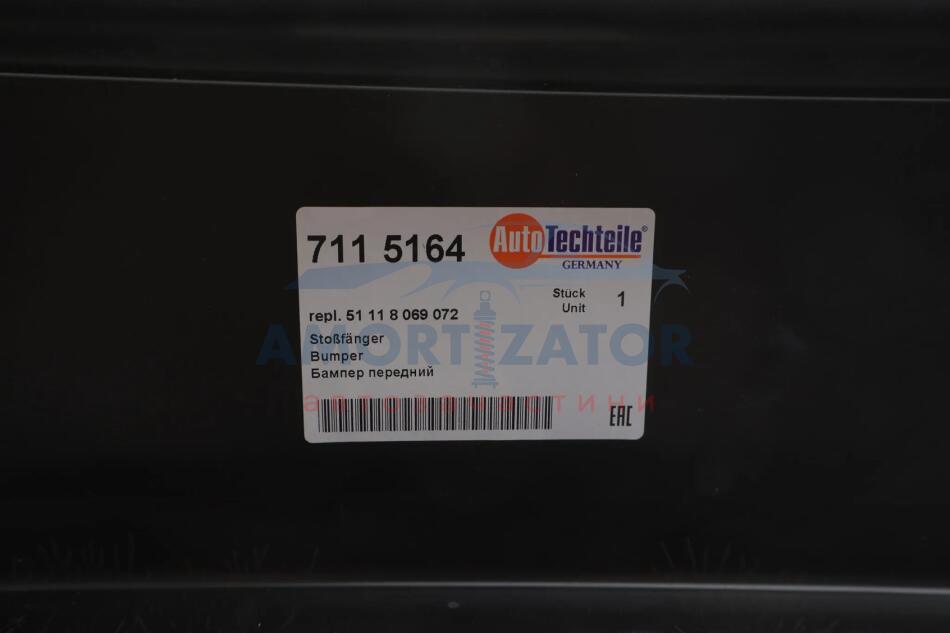 711 5164
AutoTechteile®
GERMANY
Stück 1
Unit
repl. 51 11 8 069 072
Stoßfänger
Bumper
Бампер передний
AMORTIZATOR
автозапчастини
EAC